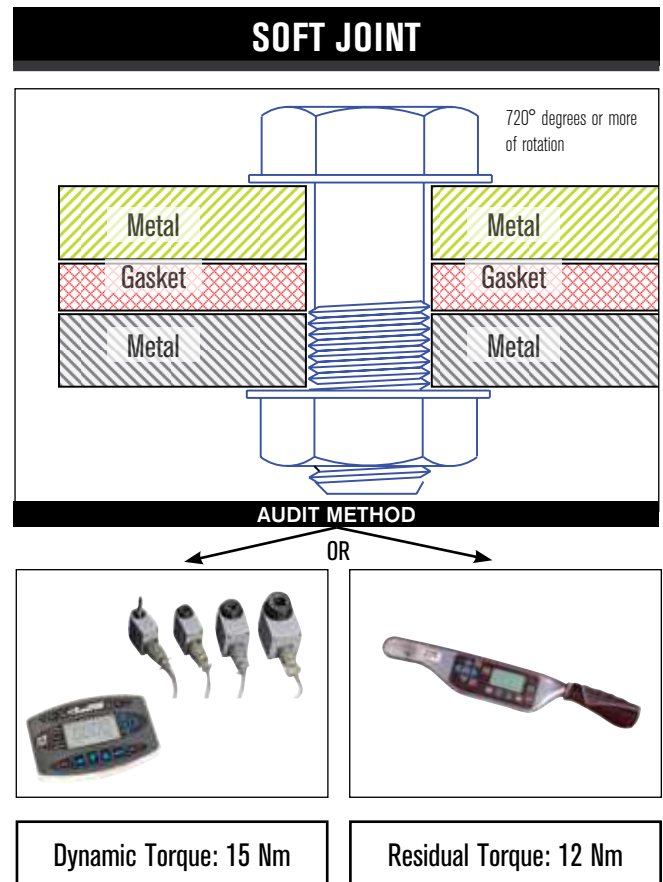 SOFT JOINT
720° degrees or more
of rotation
Metal
Metal
Gasket
Gasket
Metal
Metal
AUDIT METHOD
OR
Dynamic Torque: 15 Nm
Residual Torque: 12 Nm